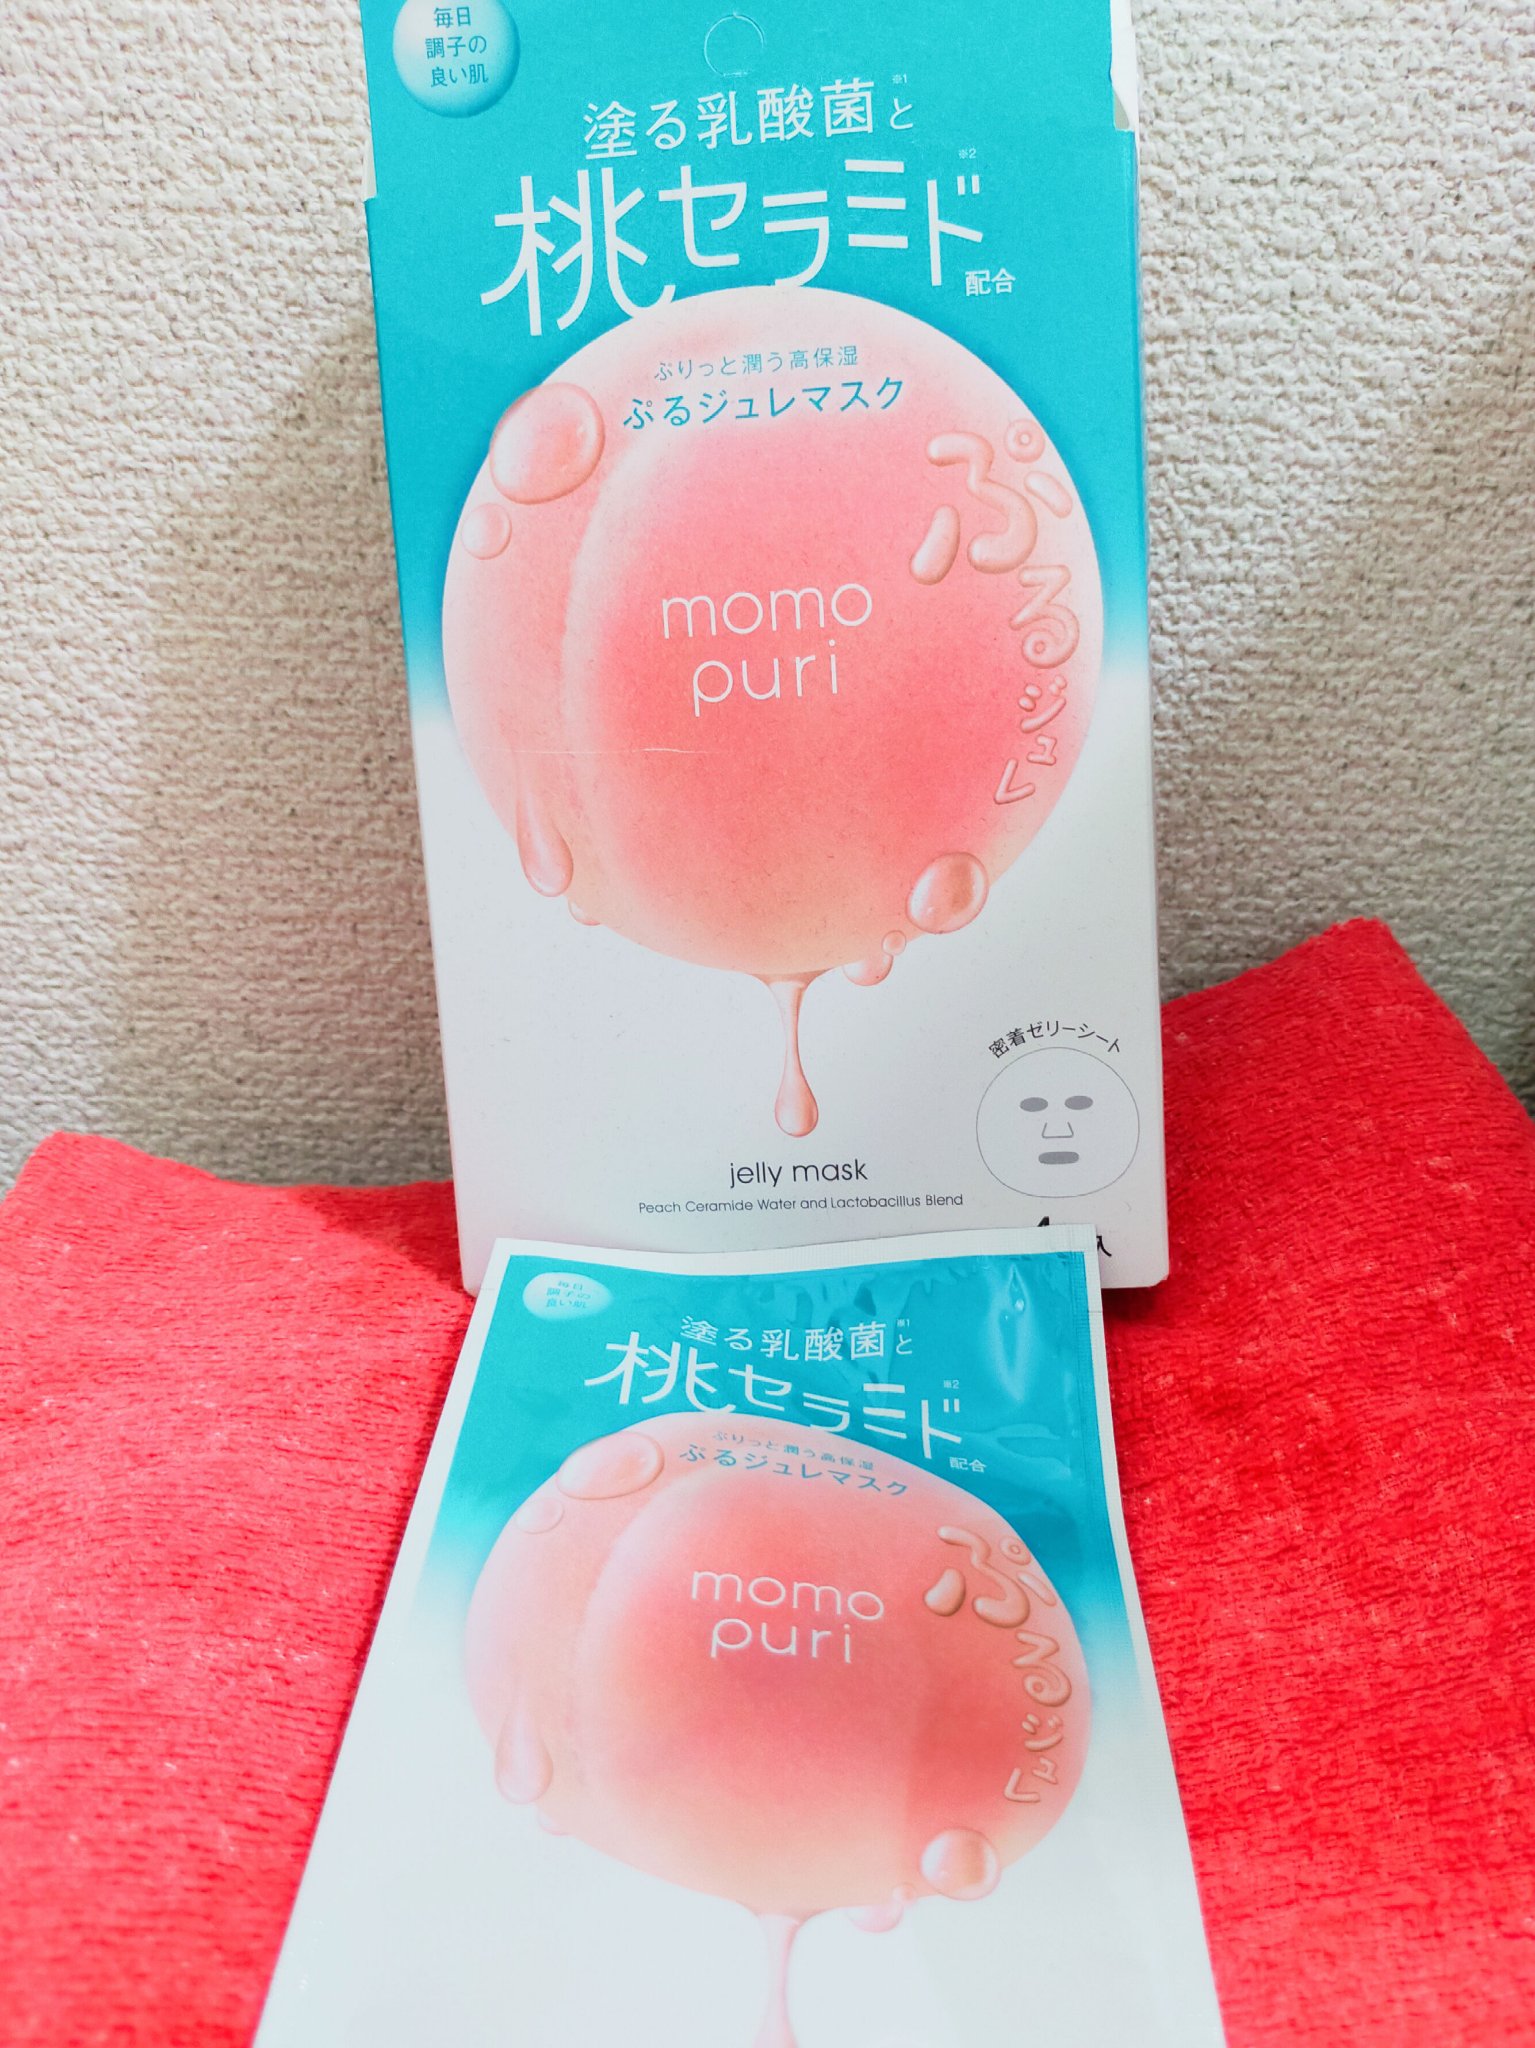 毎日
調子の
良い肌
塗る乳酸菌※1と
桃セラミド※2
配合
ぷりっと潤う高保湿
ぷるジュレマスク
ぷるジュレ
momo
puri
密着ゼリーシート
jelly mask
Peach Ceramide Water and Lactobacillus Blend
毎日
調子の
良い肌
塗る乳酸菌※1と
桃セラミド※2
配合
ぷりっと潤う高保湿
ぷるジュレマスク
ぷるジュレ
momo
puri